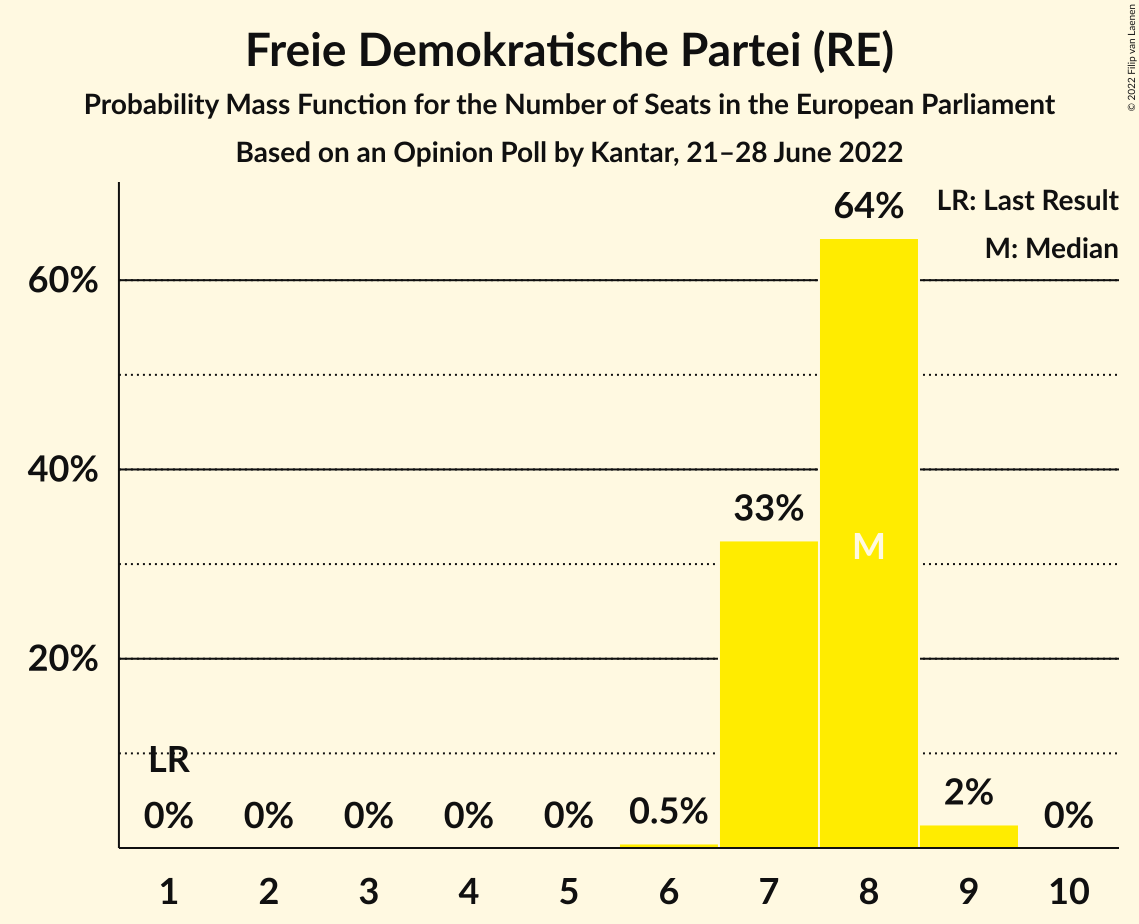 Freie Demokratische Partei (RE)
Probability Mass Function for the Number of Seats in the European Parliament
Based on an Opinion Poll by Kantar, 21–28 June 2022
© 2022 Filip van Laenen
LR: Last Result
M: Median
64%
60%
40%
33%
M
20%
LR
0%
0%
0%
0%
0%
0.5%
2%
0%
1
2
3
4
5
6
7
8
9
10